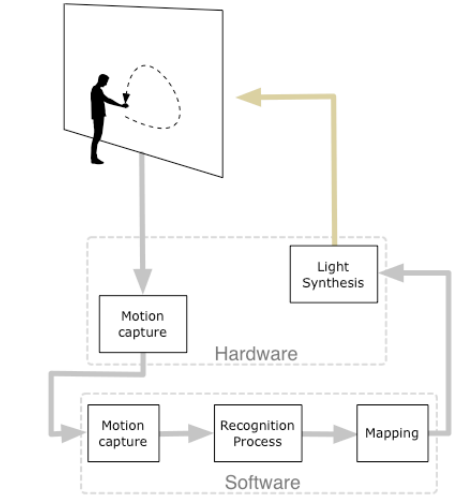 Light
Synthesis
Motion
capture
Hardware
Motion
capture
Recognition
Process
Mapping
Software